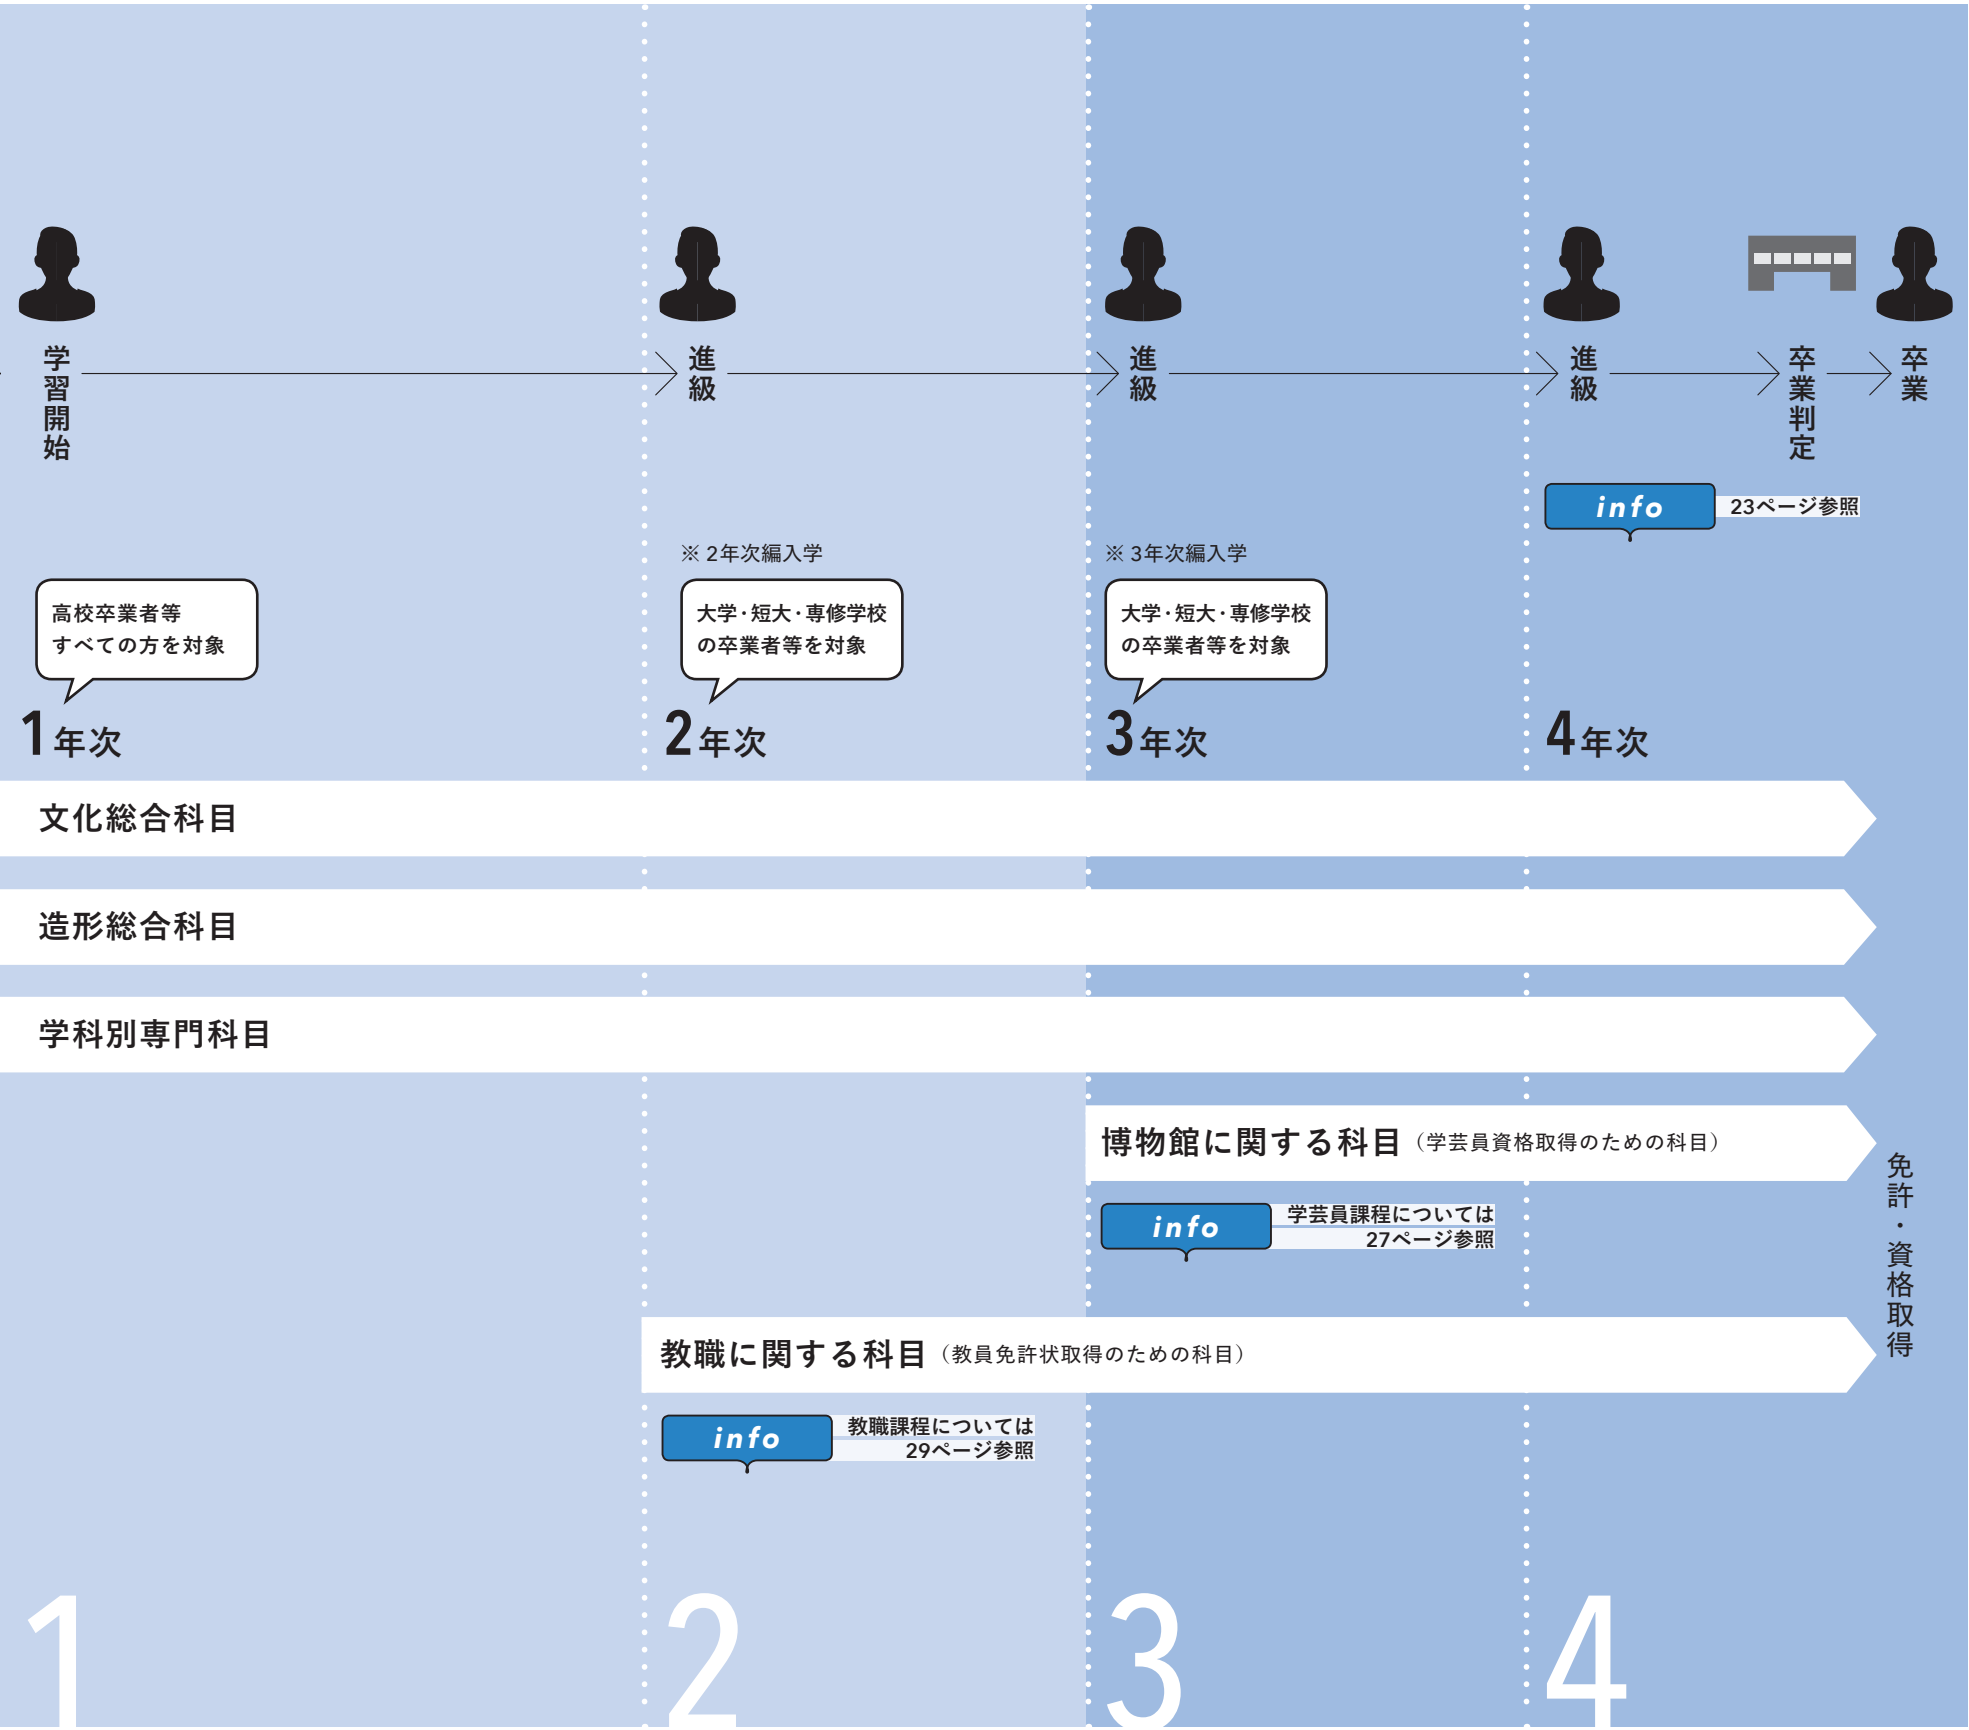 学習開始
進級
進級
進級
卒業判定
卒業
info
23ページ参照
※ 2年次編入学
※ 3年次編入学
高校卒業者等
すべての方を対象
大学・短大・専修学校
の卒業者等を対象
大学・短大・専修学校
の卒業者等を対象
1年次
2年次
3年次
4年次
文化総合科目
造形総合科目
学科別専門科目
博物館に関する科目（学芸員資格取得のための科目）
info
学芸員課程については
27ページ参照
免許・資格取得
教職に関する科目（教員免許状取得のための科目）
info
教職課程については
29ページ参照
1
2
3
4